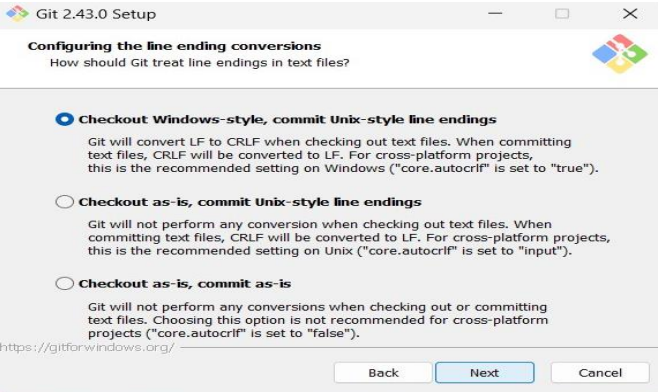 Git 2.43.0 Setup
Configuring the line ending conversions
How should Git treat line endings in text files?
Checkout Windows-style, commit Unix-style line endings
Git will convert LF to CRLF when checking out text files. When committing
text files, CRLF will be converted to LF. For cross-platform projects,
this is the recommended setting on Windows ("core.autocrlf" is set to "true").
Checkout as-is, commit Unix-style line endings
Git will not perform any conversion when checking out text files. When
committing text files, CRLF will be converted to LF. For cross-platform projects,
this is the recommended setting on Unix ("core.autocrlf" is set to "input").
Checkout as-is, commit as-is
Git will not perform any conversions when checking out or committing
text files. Choosing this option is not recommended for cross-platform
projects ("core.autocrlf" is set to "false").
https://gitforwindows.org/
Back Next Cancel